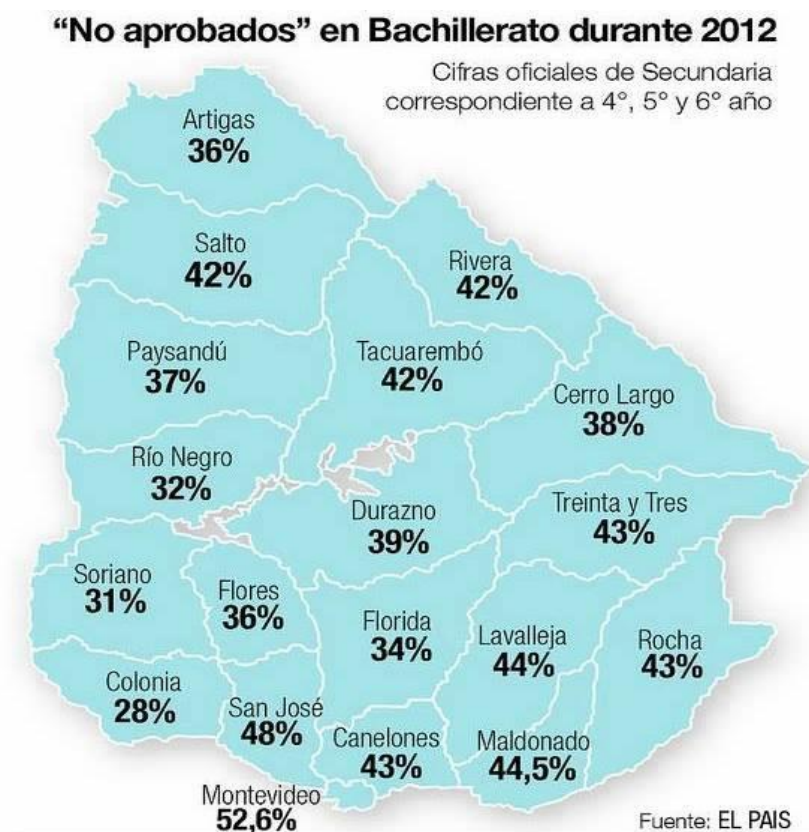 “No aprobados” en Bachillerato durante 2012
Cifras oficiales de Secundaria
correspondiente a 4°, 5° y 6° año
Artigas
36%
Salto
42%
Rivera
42%
Paysandú
37%
Tacuarembó
42%
Cerro Largo
38%
Río Negro
32%
Durazno
39%
Treinta y Tres
43%
Soriano
31%
Flores
36%
Florida
34%
Lavalleja
44%
Rocha
43%
Colonia
28%
San José
48%
Canelones
43%
Maldonado
44,5%
Montevideo
52,6%
Fuente: EL PAIS